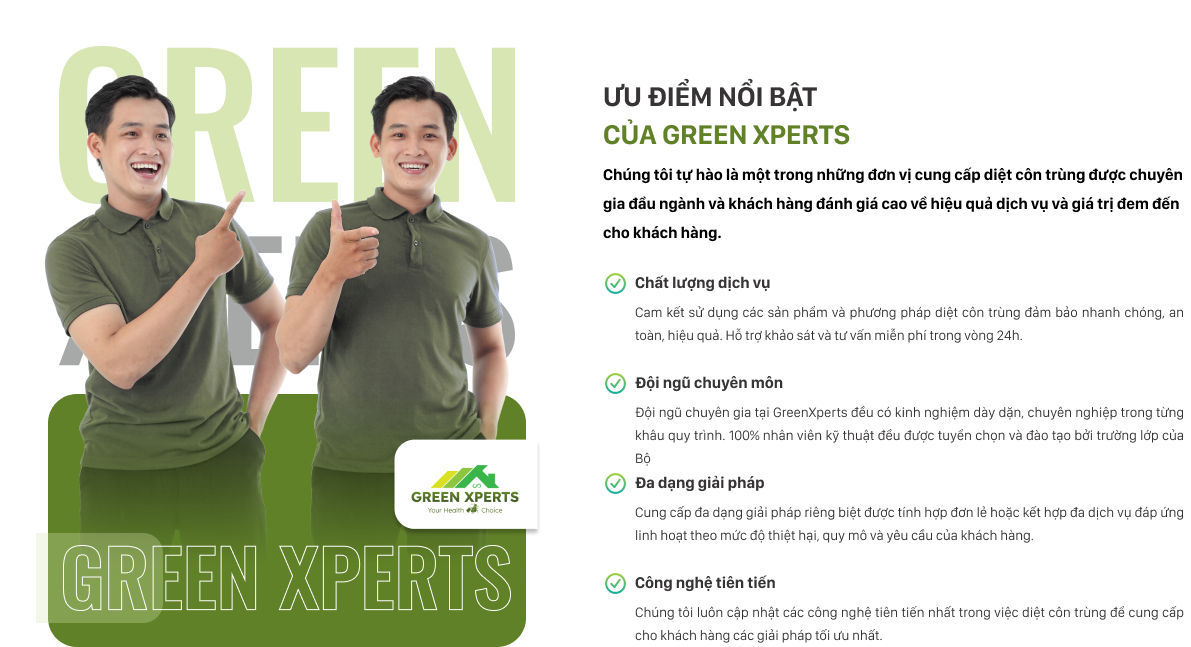 GREEN
XPERTS
GREEN XPERTS
Your Health Choice
GREEN XPERTS
ƯU ĐIỂM NỔI BẬT
CỦA GREEN XPERTS
Chúng tôi tự hào là một trong những đơn vị cung cấp diệt côn trùng được chuyên
gia đầu ngành và khách hàng đánh giá cao về hiệu quả dịch vụ và giá trị đem đến
cho khách hàng.
Chất lượng dịch vụ
Cam kết sử dụng các sản phẩm và phương pháp diệt côn trùng đảm bảo nhanh chóng, an
toàn, hiệu quả. Hỗ trợ khảo sát và tư vấn miễn phí trong vòng 24h.
Đội ngũ chuyên môn
Đội ngũ chuyên gia tại GreenXperts đều có kinh nghiệm dày dặn, chuyên nghiệp trong từng
khâu quy trình. 100% nhân viên kỹ thuật đều được tuyển chọn và đào tạo bởi trường lớp của
Bộ
Đa dạng giải pháp
Cung cấp đa dạng giải pháp riêng biệt được tính hợp đơn lẻ hoặc kết hợp đa dịch vụ đáp ứng
linh hoạt theo mức độ thiệt hại, quy mô và yêu cầu của khách hàng.
Công nghệ tiên tiến
Chúng tôi luôn cập nhật các công nghệ tiên tiến nhất trong việc diệt côn trùng để cung cấp
cho khách hàng các giải pháp tối ưu nhất.